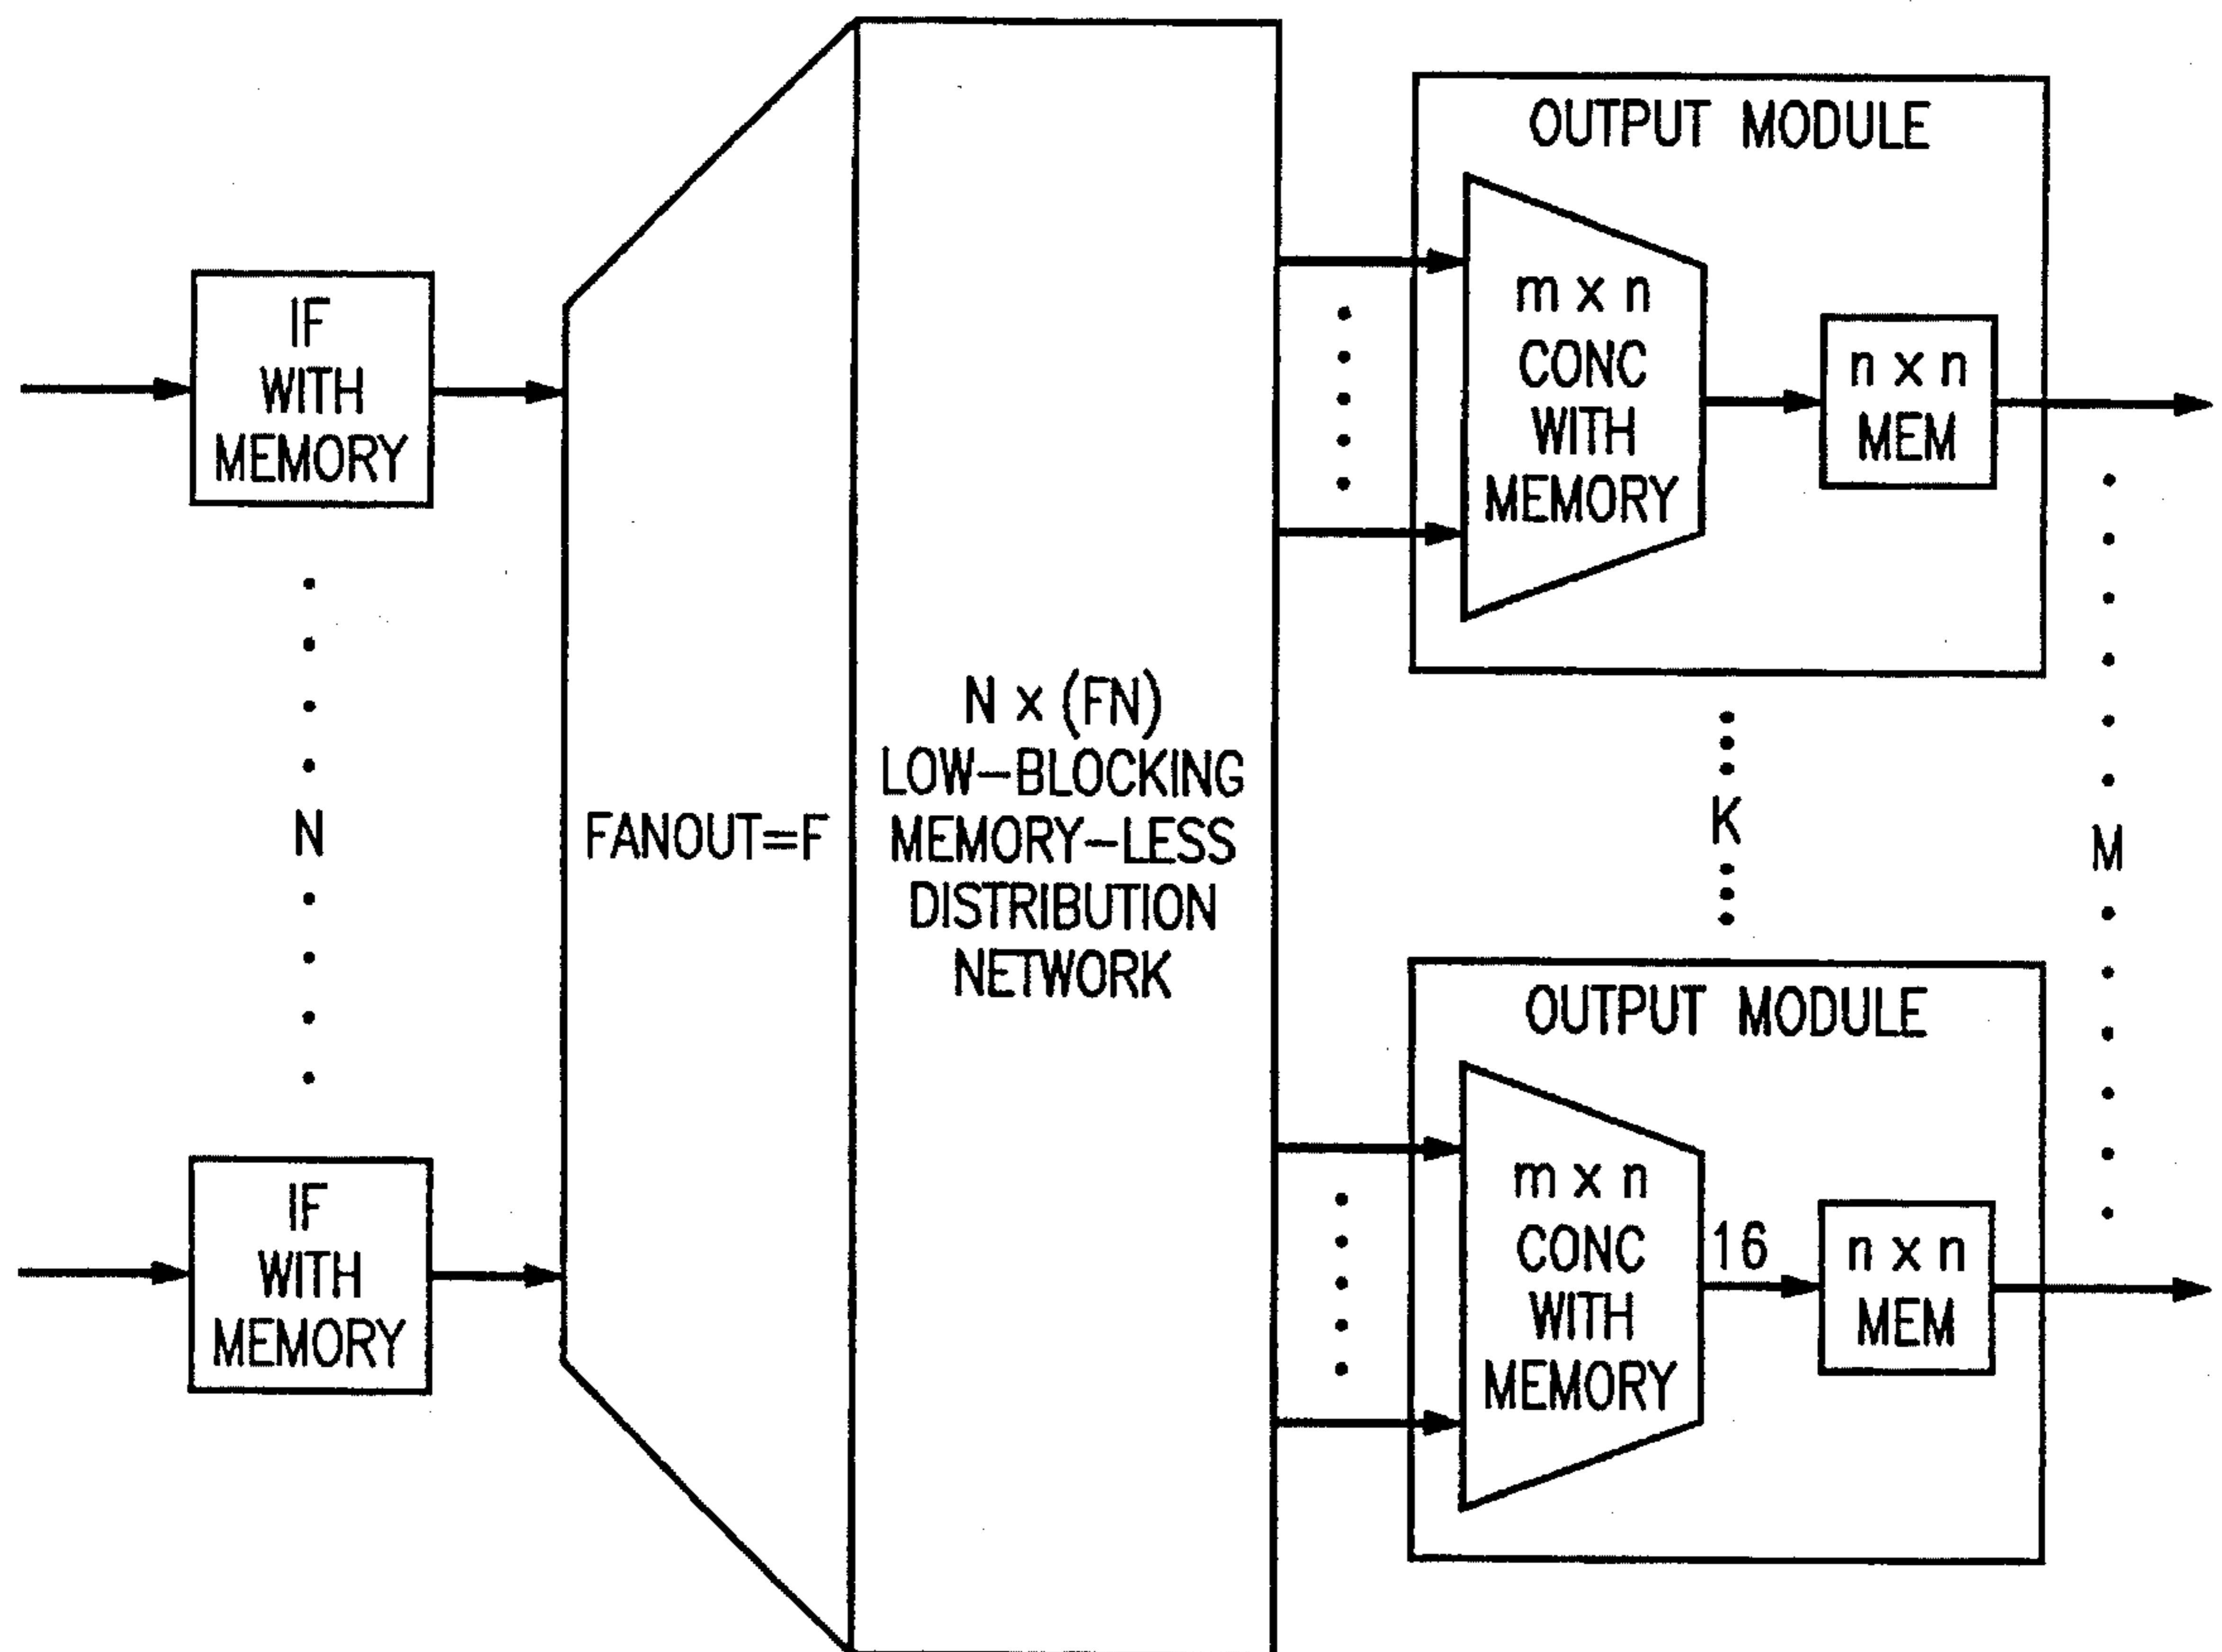 IF
WITH
MEMORY
N
IF
WITH
MEMORY
FANOUT=F
N x (FN)
LOW-BLOCKING
MEMORY-LESS
DISTRIBUTION
NETWORK
OUTPUT MODULE
m x n
CONC
WITH
MEMORY
n x n
MEM
K
M
OUTPUT MODULE
m x n
CONC
WITH
MEMORY
16
n x n
MEM